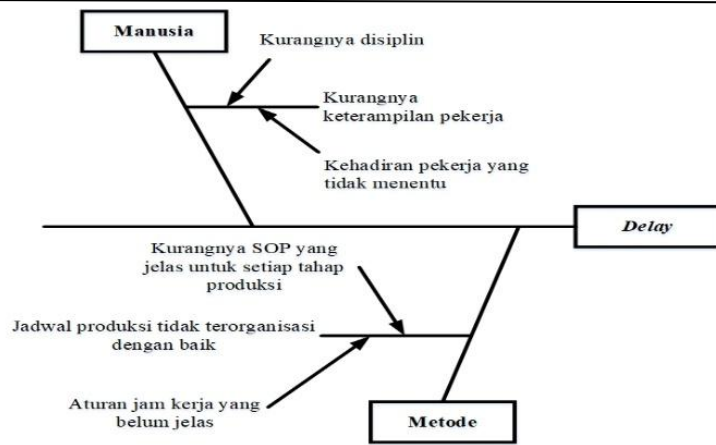 Manusia
Kurangnya disiplin
Kurangnya
keterampilan pekerja
Kehadiran pekerja yang
tidak menentu
Delay
Kurangnya SOP yang
jelas untuk setiap tahap
produksi
Jadwal produksi tidak terorganisasi
dengan baik
Aturan jam kerja yang
belum jelas
Metode